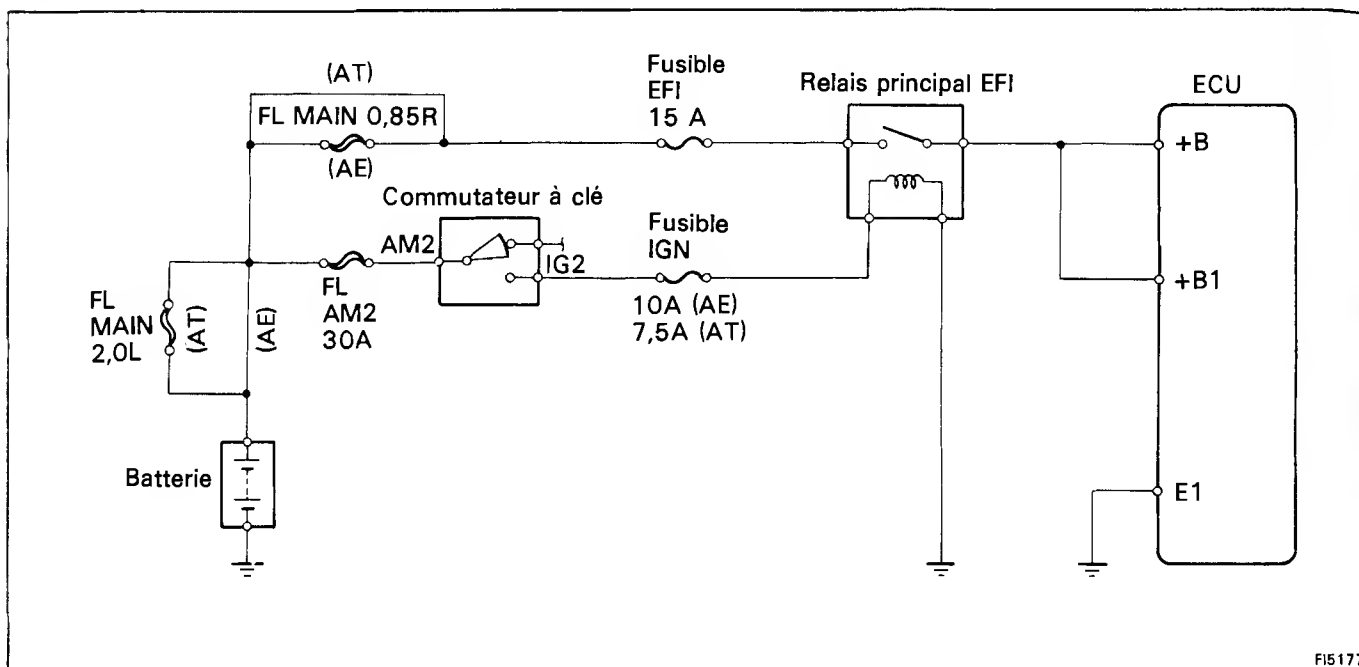 (AT)
FL MAIN 0,85R
(AE)
Fusible
EFI
15 A
Relais principal EFI
ECU
+B
Commutateur à clé
AM2
IG2
Fusible
IGN
10A (AE)
7,5A (AT)
+B1
FL
MAIN
2,0L
(AT)
(AE)
FL
AM2
30A
Batterie
E1
FI5177